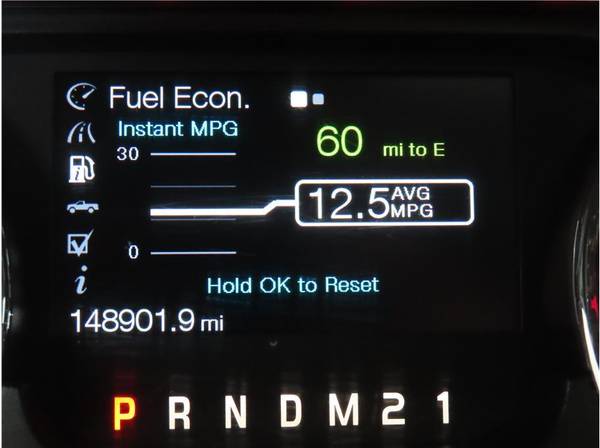 Fuel Econ.
Instant MPG
60 mi to E
30
12.5 AVG MPG
0
Hold OK to Reset
148901.9 mi
P R N D M 2 1